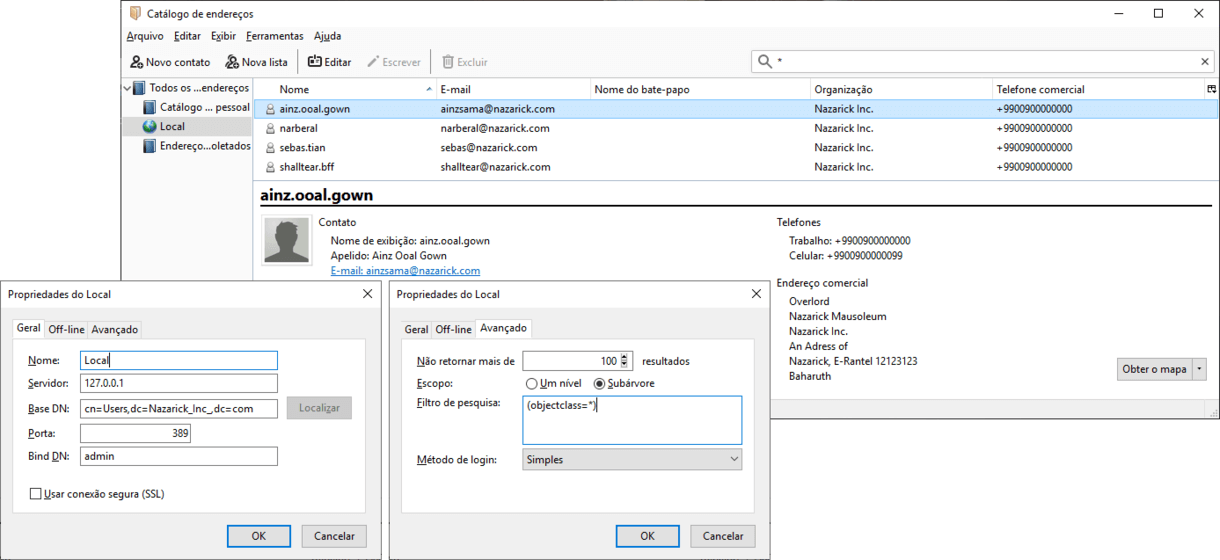 Catálogo de endereços
Arquivo Editar Exibir Ferramentas Ajuda
Novo contato Nova lista Editar Escrever Excluir *
Todos os ...endereços
Catálogo ... pessoal
Local
Endereço...oletados
Nome E-mail Nome do bate-papo Organização Telefone comercial
ainz.ooal.gown ainzsama@nazarick.com Nazarick Inc. +9900900000000
narberal narberal@nazarick.com Nazarick Inc. +9900900000000
sebas.tian sebas@nazarick.com Nazarick Inc. +9900900000000
shalltear.bff shalltear@nazarick.com Nazarick Inc. +9900900000000
ainz.ooal.gown
Contato
Nome de exibição: ainz.ooal.gown
Apelido: Ainz Ooal Gown
E-mail: ainzsama@nazarick.com
Telefones
Trabalho: +9900900000000
Celular: +9900900000099
Endereço comercial
Overlord
Nazarick Mausoleum
Nazarick Inc.
An Adress of
Nazarick, E-Rantel 12123123
Baharuth
Obter o mapa
Propriedades do Local
Geral Off-line Avançado
Nome: Local
Servidor: 127.0.0.1
Base DN: cn=Users,dc=Nazarick_Inc_,dc=com Localizar
Porta: 389
Bind DN: admin
Usar conexão segura (SSL)
OK Cancelar
Propriedades do Local
Geral Off-line Avançado
Não retornar mais de 100 resultados
Escopo: Um nível Subárvore
Filtro de pesquisa: (objectclass=*)
Método de login: Simples
OK Cancelar